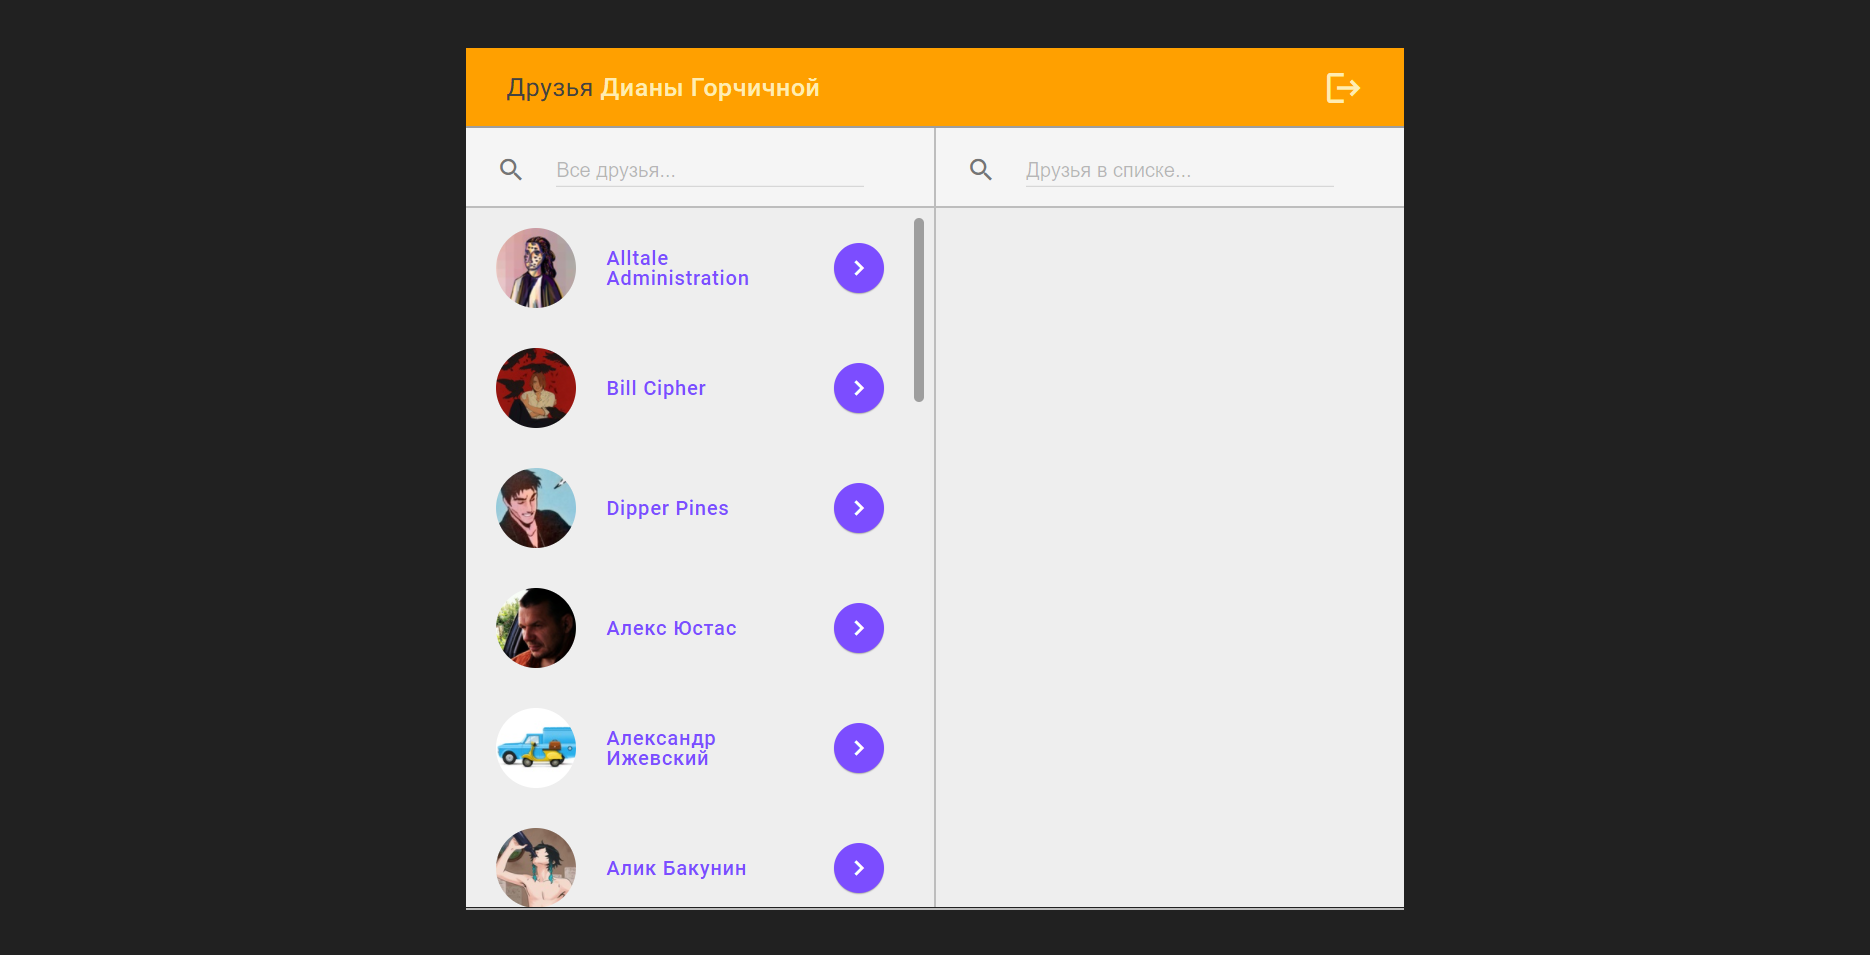 Друзья Дианы Горчичной
Все друзья...
Друзья в списке...
Alltale
Administration
Bill Cipher
Dipper Pines
Алекс Юстас
Александр
Ижевский
Алик Бакунин